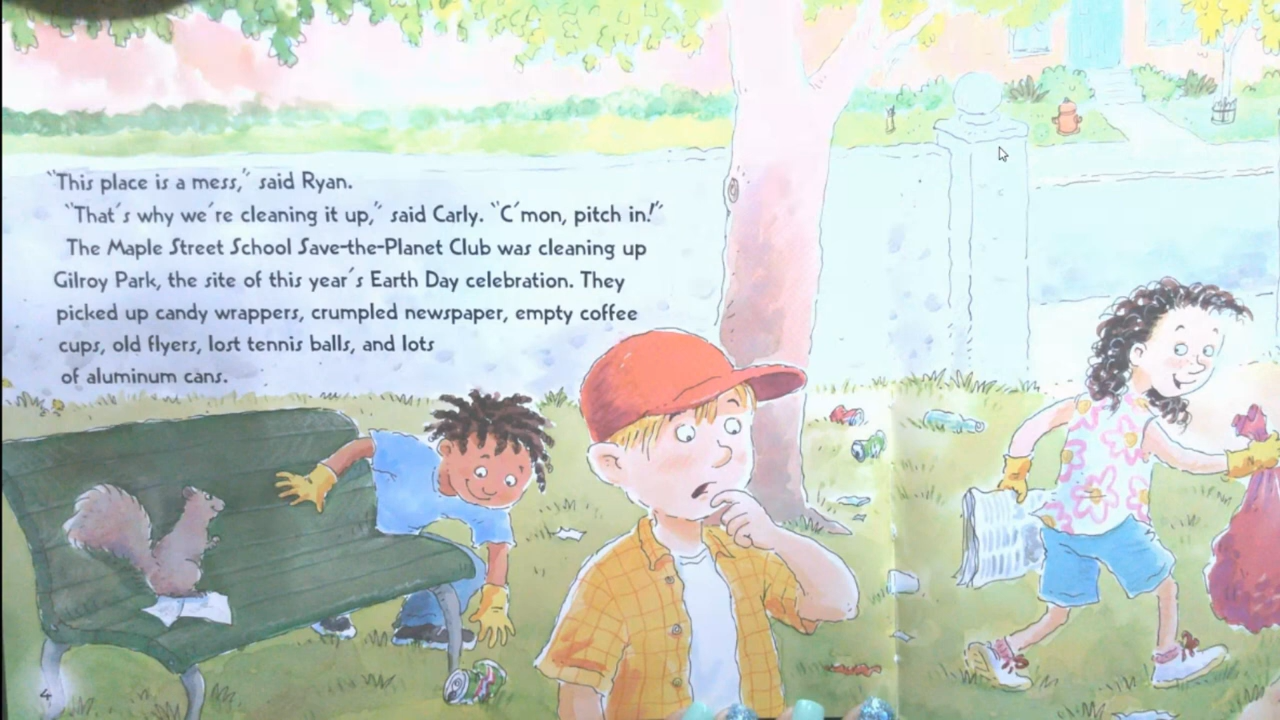 "This place is a mess," said Ryan.
"That's why we're cleaning it up," said Carly. "C'mon, pitch in!"
The Maple Street School Save-the-Planet Club was cleaning up
Gilroy Park, the site of this year's Earth Day celebration. They
picked up candy wrappers, crumpled newspaper, empty coffee
cups, old flyers, lost tennis balls, and lots
of aluminum cans.
4